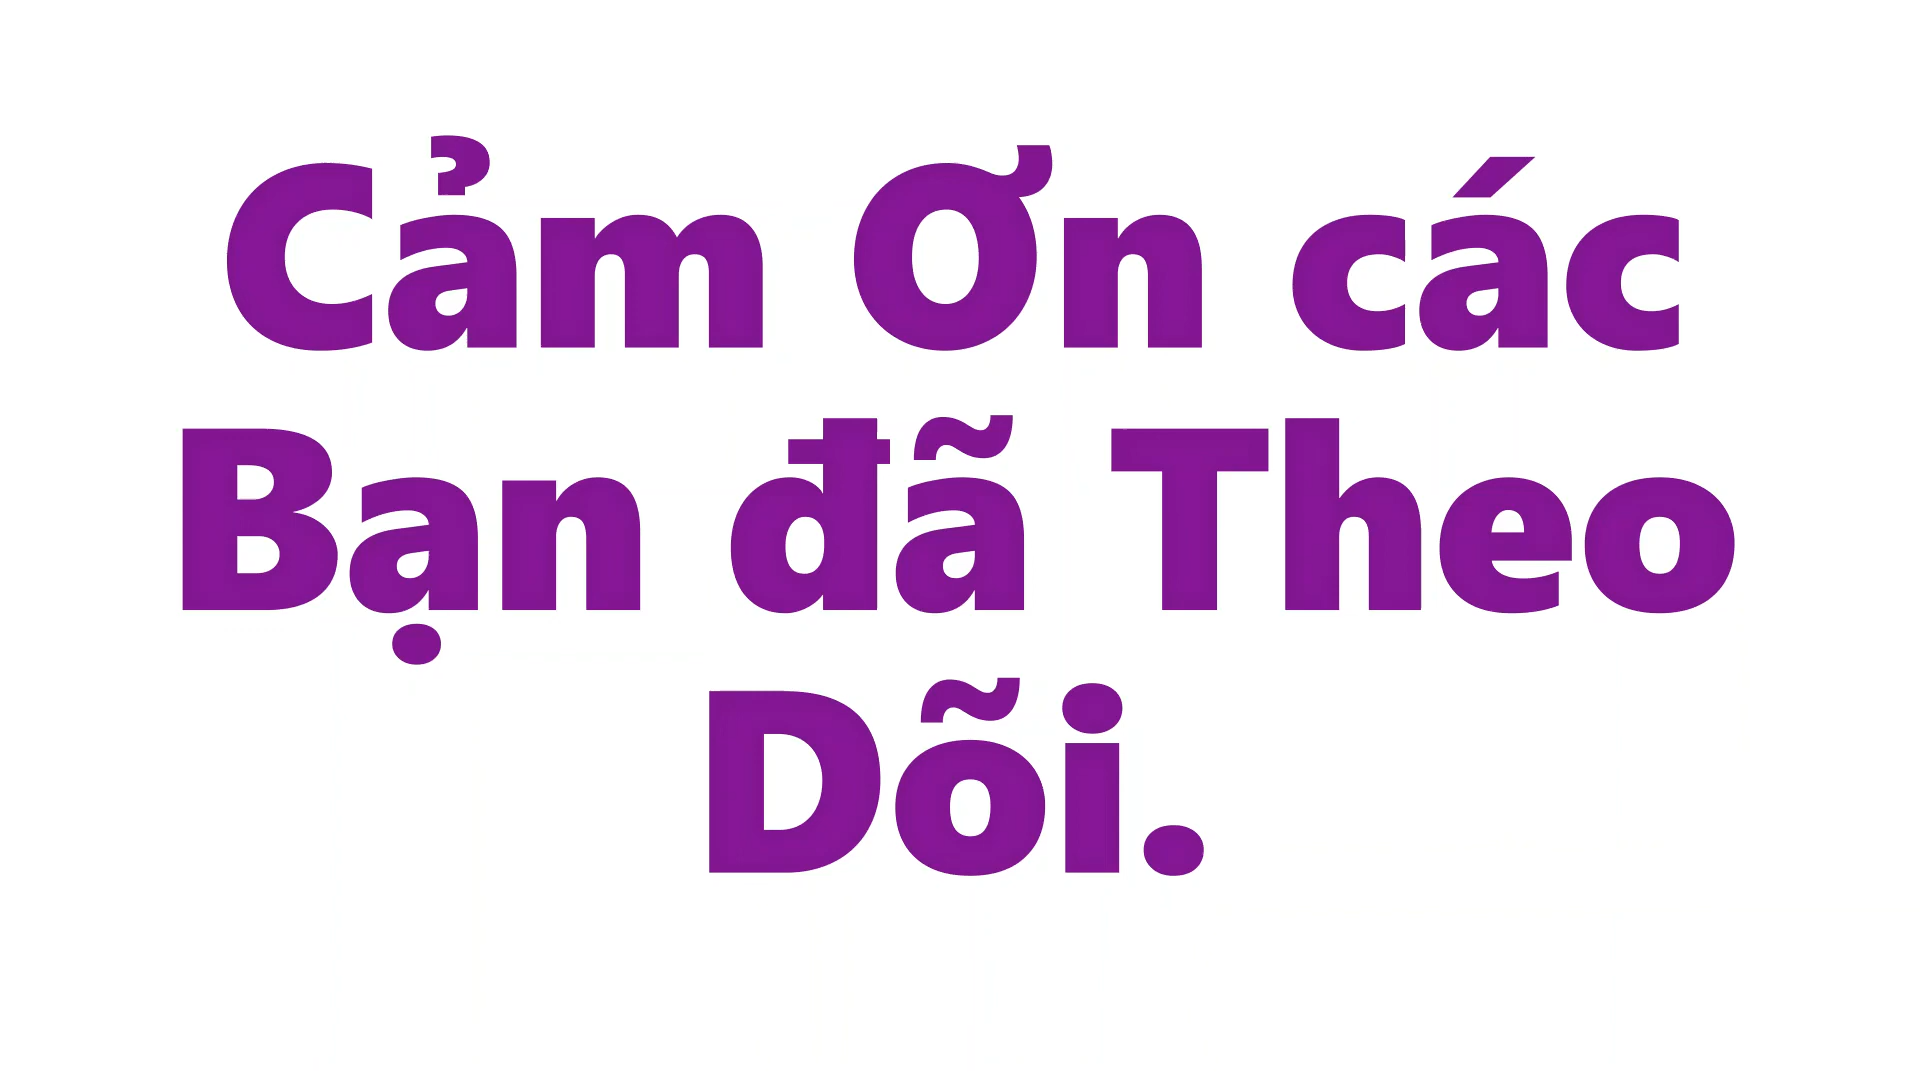 Cảm Ơn các
Bạn đã Theo
Dõi.